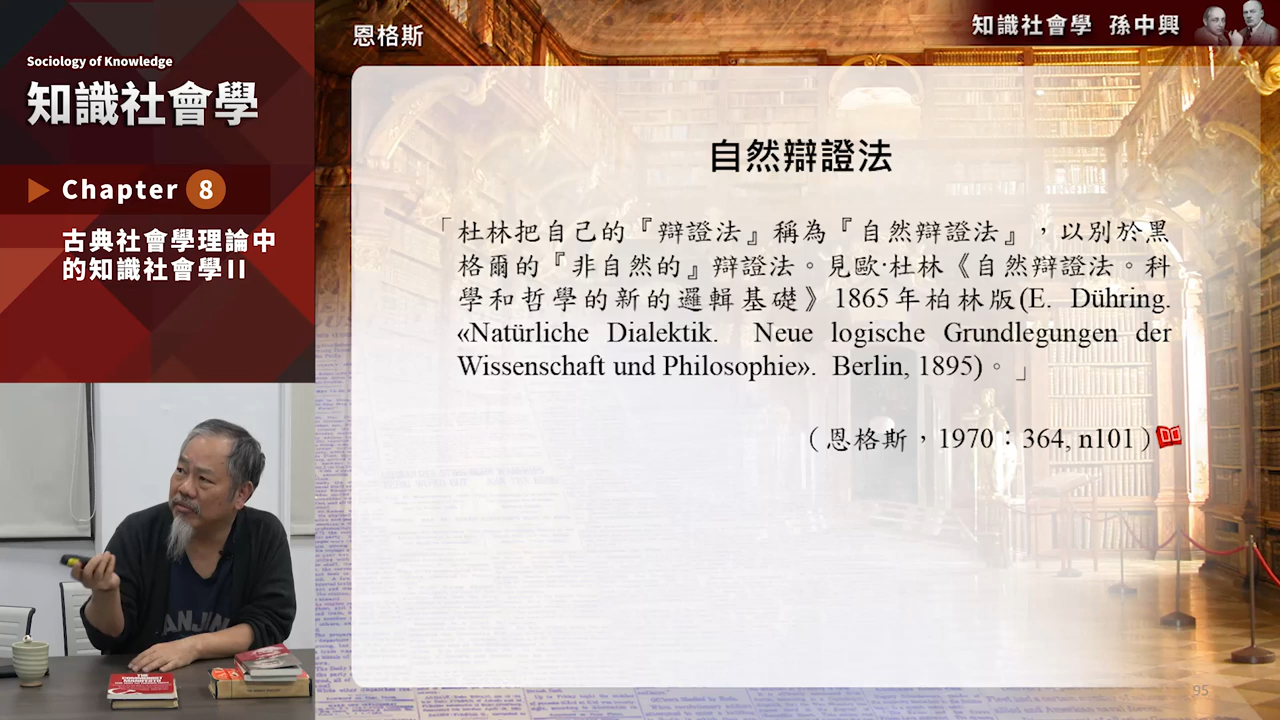 Sociology of Knowledge
知識社會學
Chapter 8
古典社會學理論中
的知識社會學II
恩格斯
知識社會學 孫中興
自然辯證法
「杜林把自己的『辯證法』稱為『自然辯證法』，以別於黑
格爾的『非自然的』辯證法。見歐·杜林《自然辯證法。科
學和哲學的新的邏輯基礎》1865年柏林版(E. Dühring.
«Natürliche Dialektik. Neue logische Grundlegungen der
Wissenschaft und Philosophie». Berlin, 1895)。」
（恩格斯，1970：364, n101）
95